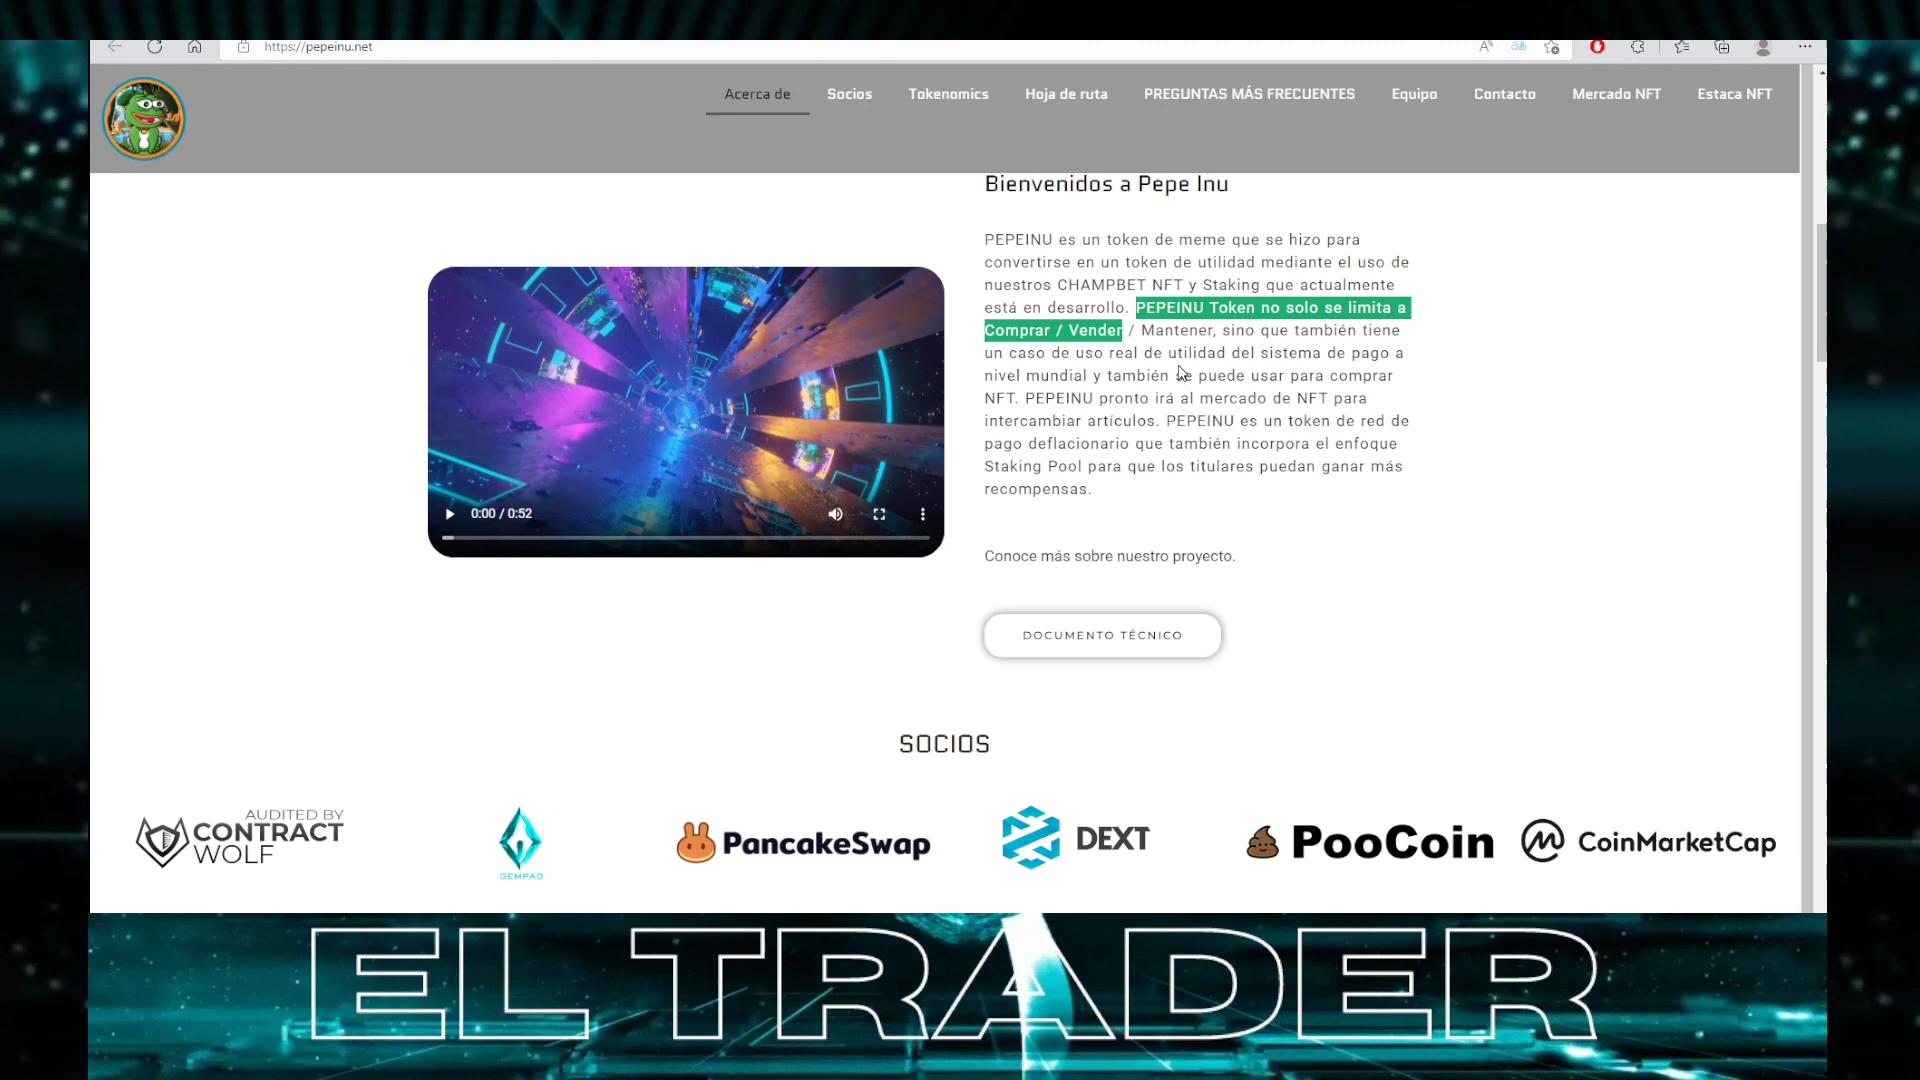 https://pepeinu.net
Acerca de
Socios
Tokenomics
Hoja de ruta
PREGUNTAS MÁS FRECUENTES
Equipo
Contacto
Mercado NFT
Estaca NFT
Bienvenidos a Pepe Inu
PEPEINU es un token de meme que se hizo para
convertirse en un token de utilidad mediante el uso de
nuestros CHAMPBET NFT y Staking que actualmente
está en desarrollo. PEPEINU Token no solo se limita a
Comprar / Vender / Mantener, sino que también tiene
un caso de uso real de utilidad del sistema de pago a
nivel mundial y también se puede usar para comprar
NFT. PEPEINU pronto irá al mercado de NFT para
intercambiar artículos. PEPEINU es un token de red de
pago deflacionario que también incorpora el enfoque
Staking Pool para que los titulares puedan ganar más
recompensas.
0:00 / 0:52
Conoce más sobre nuestro proyecto.
DOCUMENTO TÉCNICO
SOCIOS
AUDITED BY
CONTRACT
WOLF
GEMPAD
PancakeSwap
DEXT
PooCoin
CoinMarketCap
EL TRADER